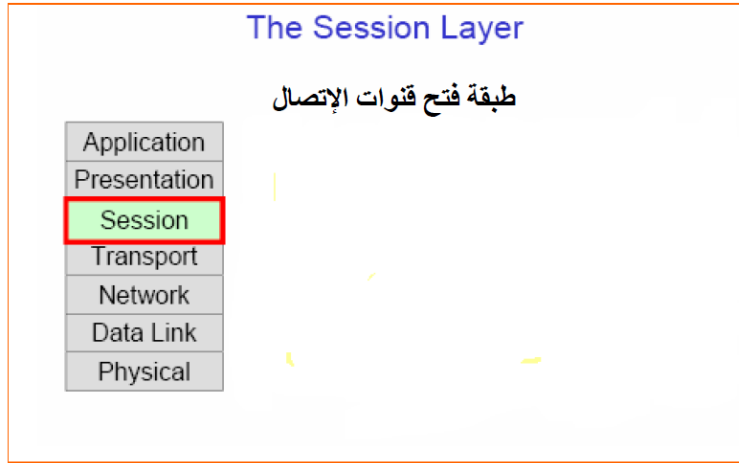 The Session Layer
طبقة فتح قنوات الإتصال
Application
Presentation
Session
Transport
Network
Data Link
Physical